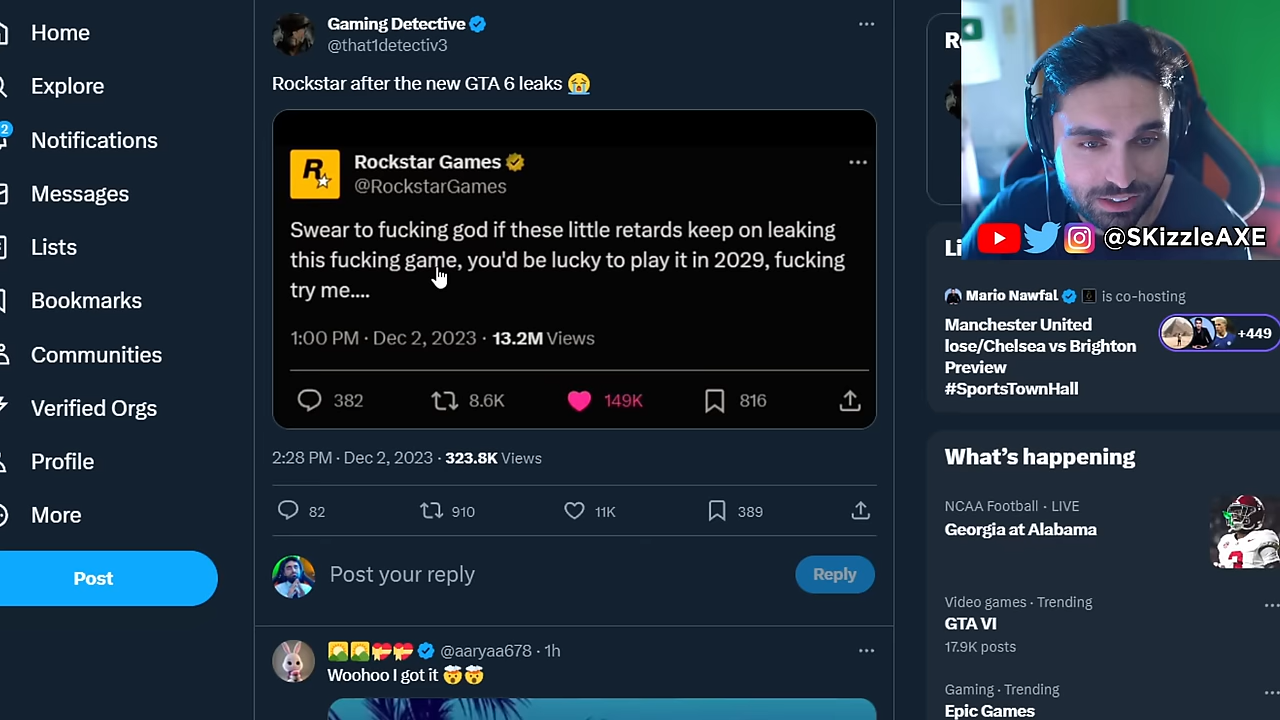 Home
Explore
2
Notifications
Messages
Lists
Bookmarks
Communities
Verified Orgs
Profile
More
Post
Gaming Detective
@that1detectiv3
Rockstar after the new GTA 6 leaks 😭
R
Rockstar Games
@RockstarGames
Swear to fucking god if these little retards keep on leaking
this fucking game, you'd be lucky to play it in 2029, fucking
try me....
1:00 PM · Dec 2, 2023 · 13.2M Views
382 8.6K 149K 816
2:28 PM · Dec 2, 2023 · 323.8K Views
82 910 11K 389
Post your reply
Reply
🌄🌄💝💝 @aaryaa678 · 1h
Woohoo I got it 🤯🤯
@SKizzleAXE
Mario Nawfal is co-hosting
Manchester United
lose/Chelsea vs Brighton
Preview
#SportsTownHall
+449
What's happening
NCAA Football · LIVE
Georgia at Alabama
Video games · Trending
GTA VI
17.9K posts
Gaming · Trending
Epic Games